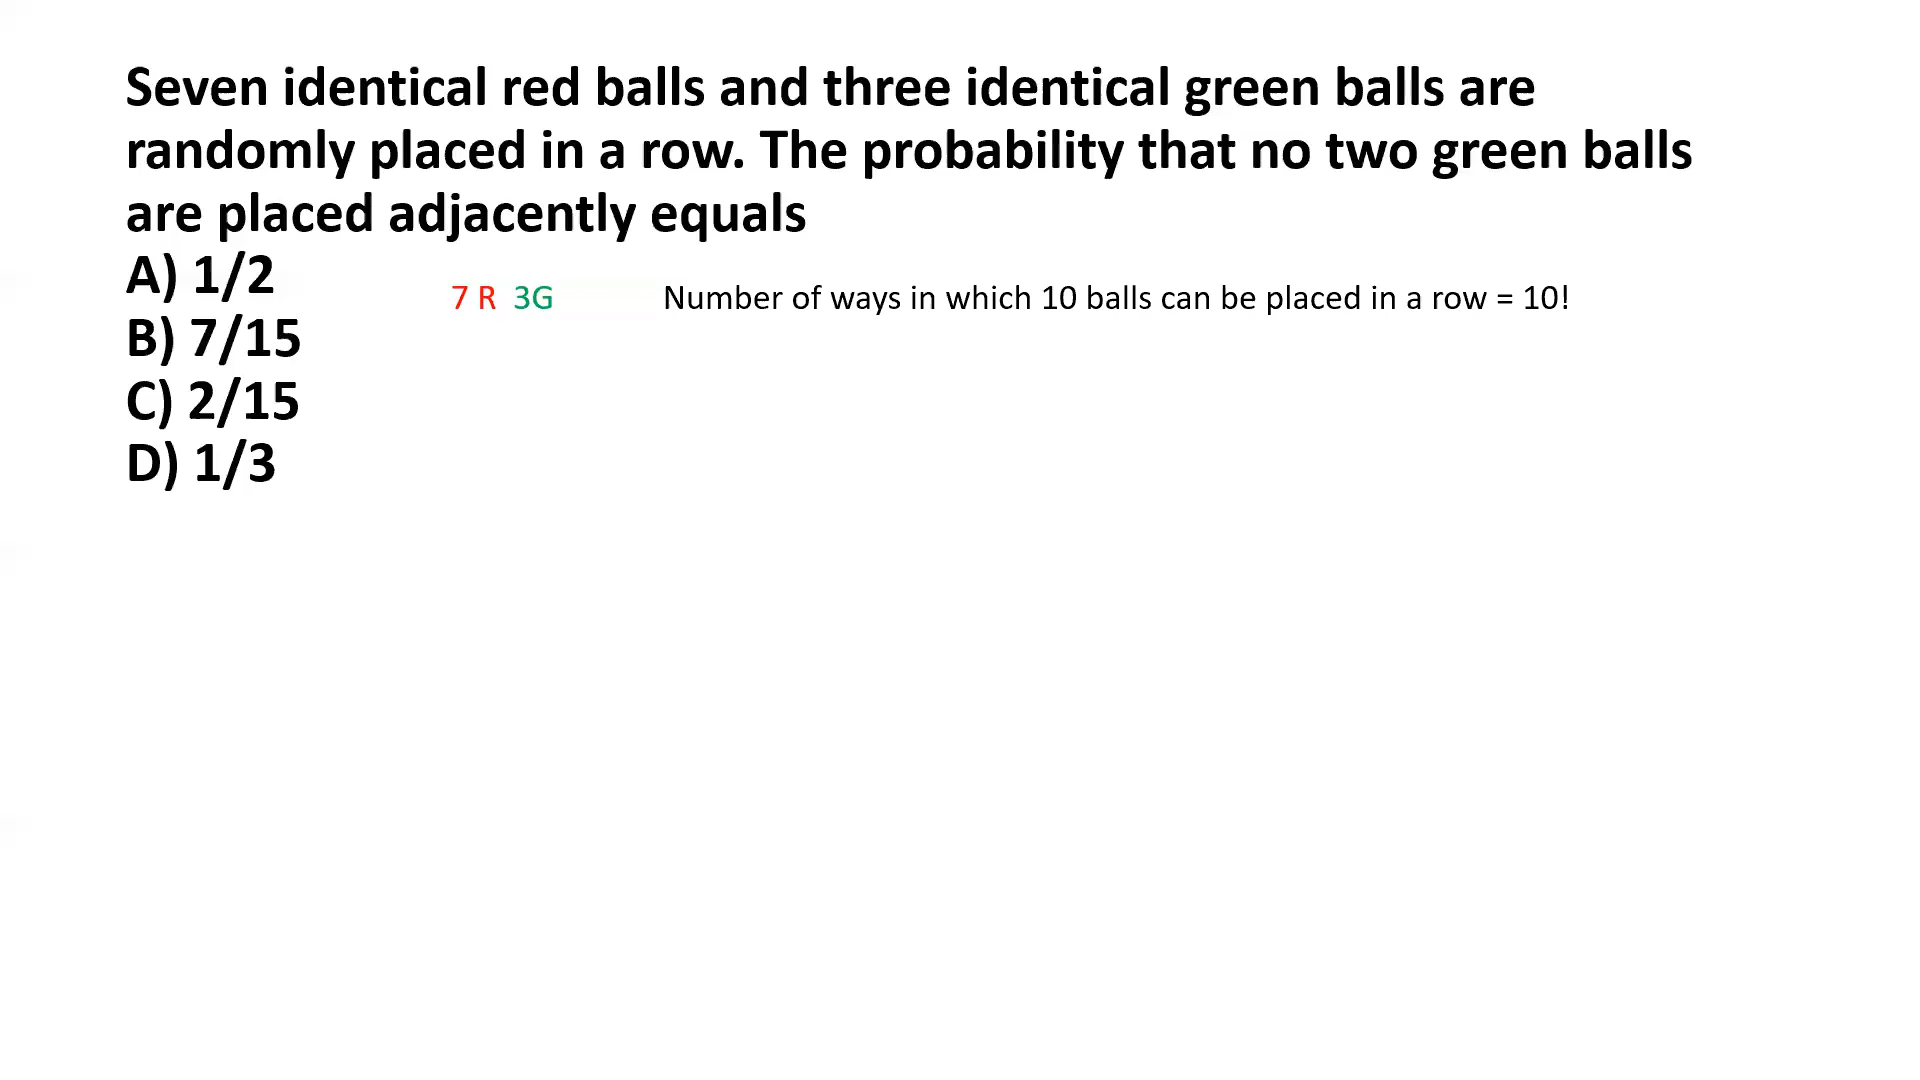 Seven identical red balls and three identical green balls are
randomly placed in a row. The probability that no two green balls
are placed adjacently equals
A) 1/2
7 R 3G Number of ways in which 10 balls can be placed in a row = 10!
B) 7/15
C) 2/15
D) 1/3